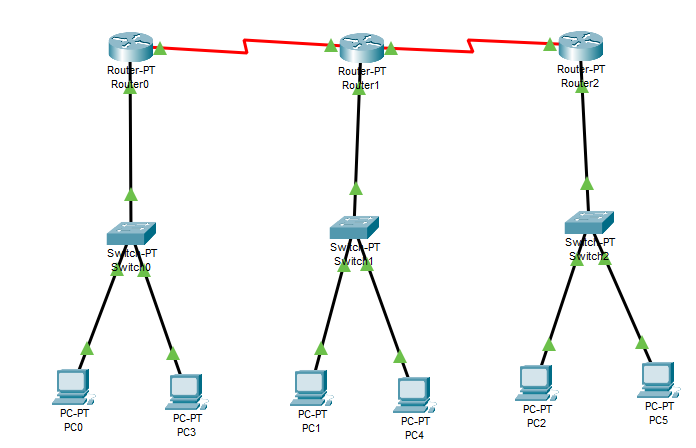 Router-PT
Router0
Router-PT
Router1
Router-PT
Router2
Switch-PT
Switch0
Switch-PT
Switch1
Switch-PT
Switch2
PC-PT
PC0
PC-PT
PC3
PC-PT
PC1
PC-PT
PC4
PC-PT
PC2
PC-PT
PC5